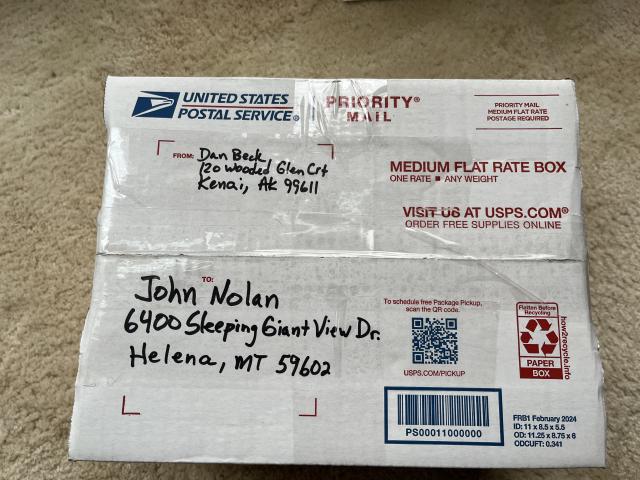 UNITED STATES
POSTAL SERVICE®
PRIORITY®
MAIL
PRIORITY MAIL
MEDIUM FLAT RATE
POSTAGE REQUIRED
FROM: Dan Beck
120 Wooded Glen Crt
Kenai, AK 99611
MEDIUM FLAT RATE BOX
ONE RATE ■ ANY WEIGHT
VISIT US AT USPS.COM®
ORDER FREE SUPPLIES ONLINE
TO:
John Nolan
6400 Sleeping Giant View Dr.
Helena, MT 59602
To schedule free Package Pickup,
scan the QR code.
USPS.COM/PICKUP
Flatten Before
Recycling
PAPER
BOX
how2recycle.info
PS00011000000
FRB1 February 2024
ID: 11 x 8.5 x 5.5
OD: 11.25 x 8.75 x 6
ODCUFT: 0.341